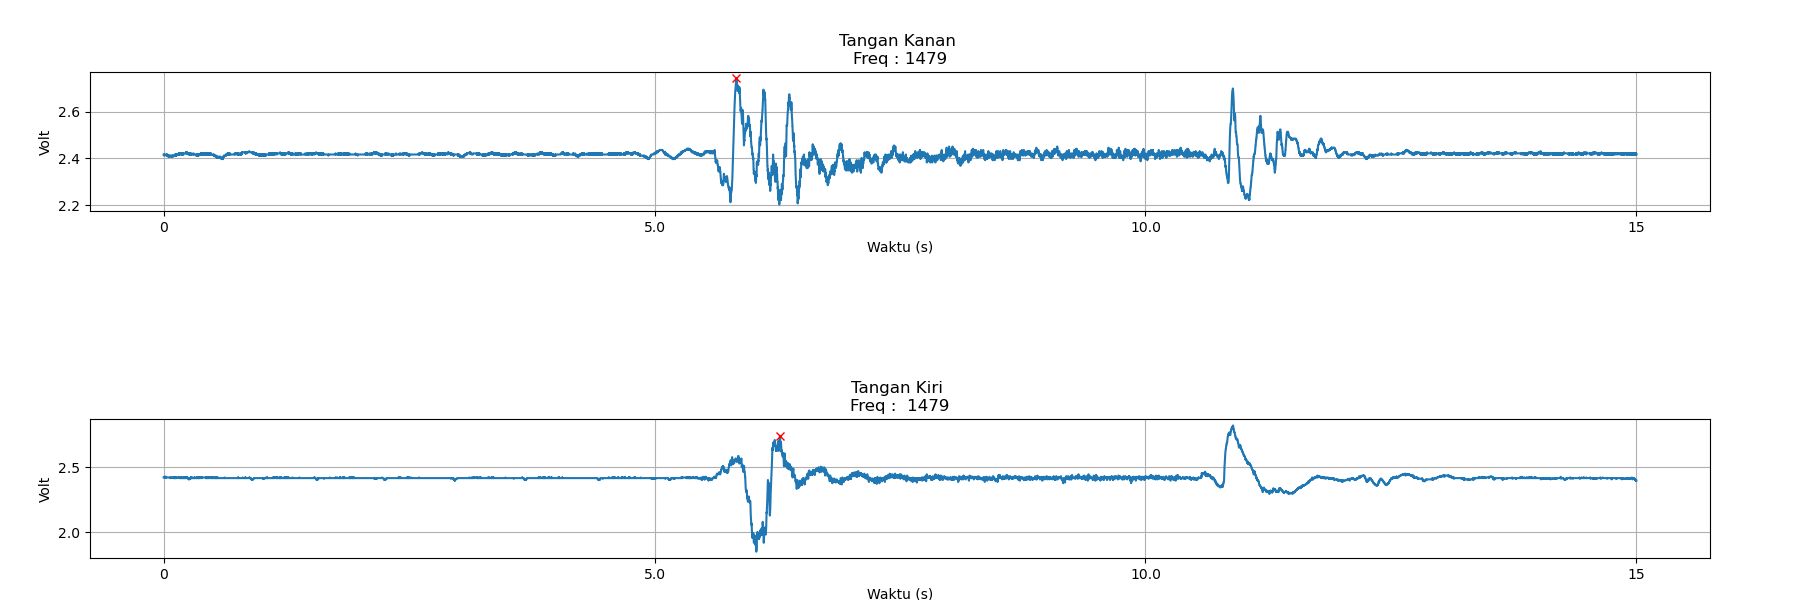 Tangan Kanan
Freq : 1479
Volt
2.6
2.4
2.2
0 5.0 10.0 15
Waktu (s)
Tangan Kiri
Freq :  1479
Volt
2.5
2.0
0 5.0 10.0 15
Waktu (s)